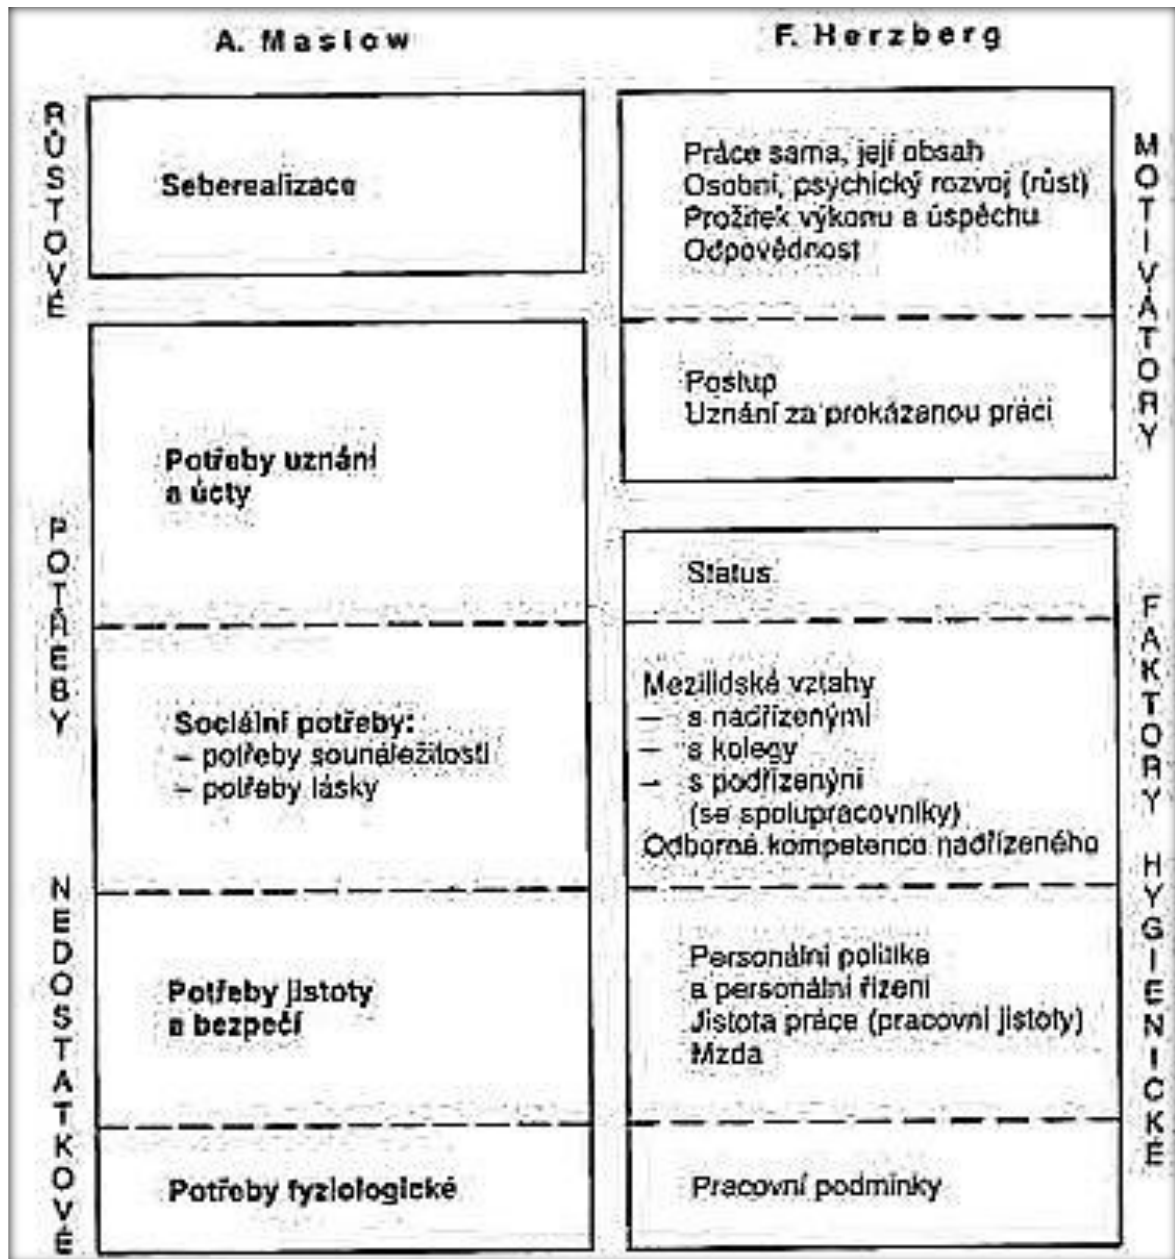 A. Maslow
F. Herzberg
RŮSTOVÉ
Seberealizace
Práce sama, její obsah
Osobní, psychický rozvoj (růst)
Prožitek výkonu a úspěchu
Odpovědnost
MOTIVÁTORY
Postup
Uznání za prokázanou práci
POTŘEBY
Potřeby uznání
a úcty
Status
FAKTORY HYGIENICKÉ
Sociální potřeby:
– potřeby sounáležitosti
– potřeby lásky
Mezilidské vztahy
– s nadřízenými
– s kolegy
– s podřízenými
(se spolupracovníky)
Odborná kompetence nadřízeného
NEDOSTATKOVÉ
Potřeby jistoty
a bezpečí
Personální politika
a personální řízení
Jistota práce (pracovní jistoty)
Mzda
Potřeby fyziologické
Pracovní podmínky